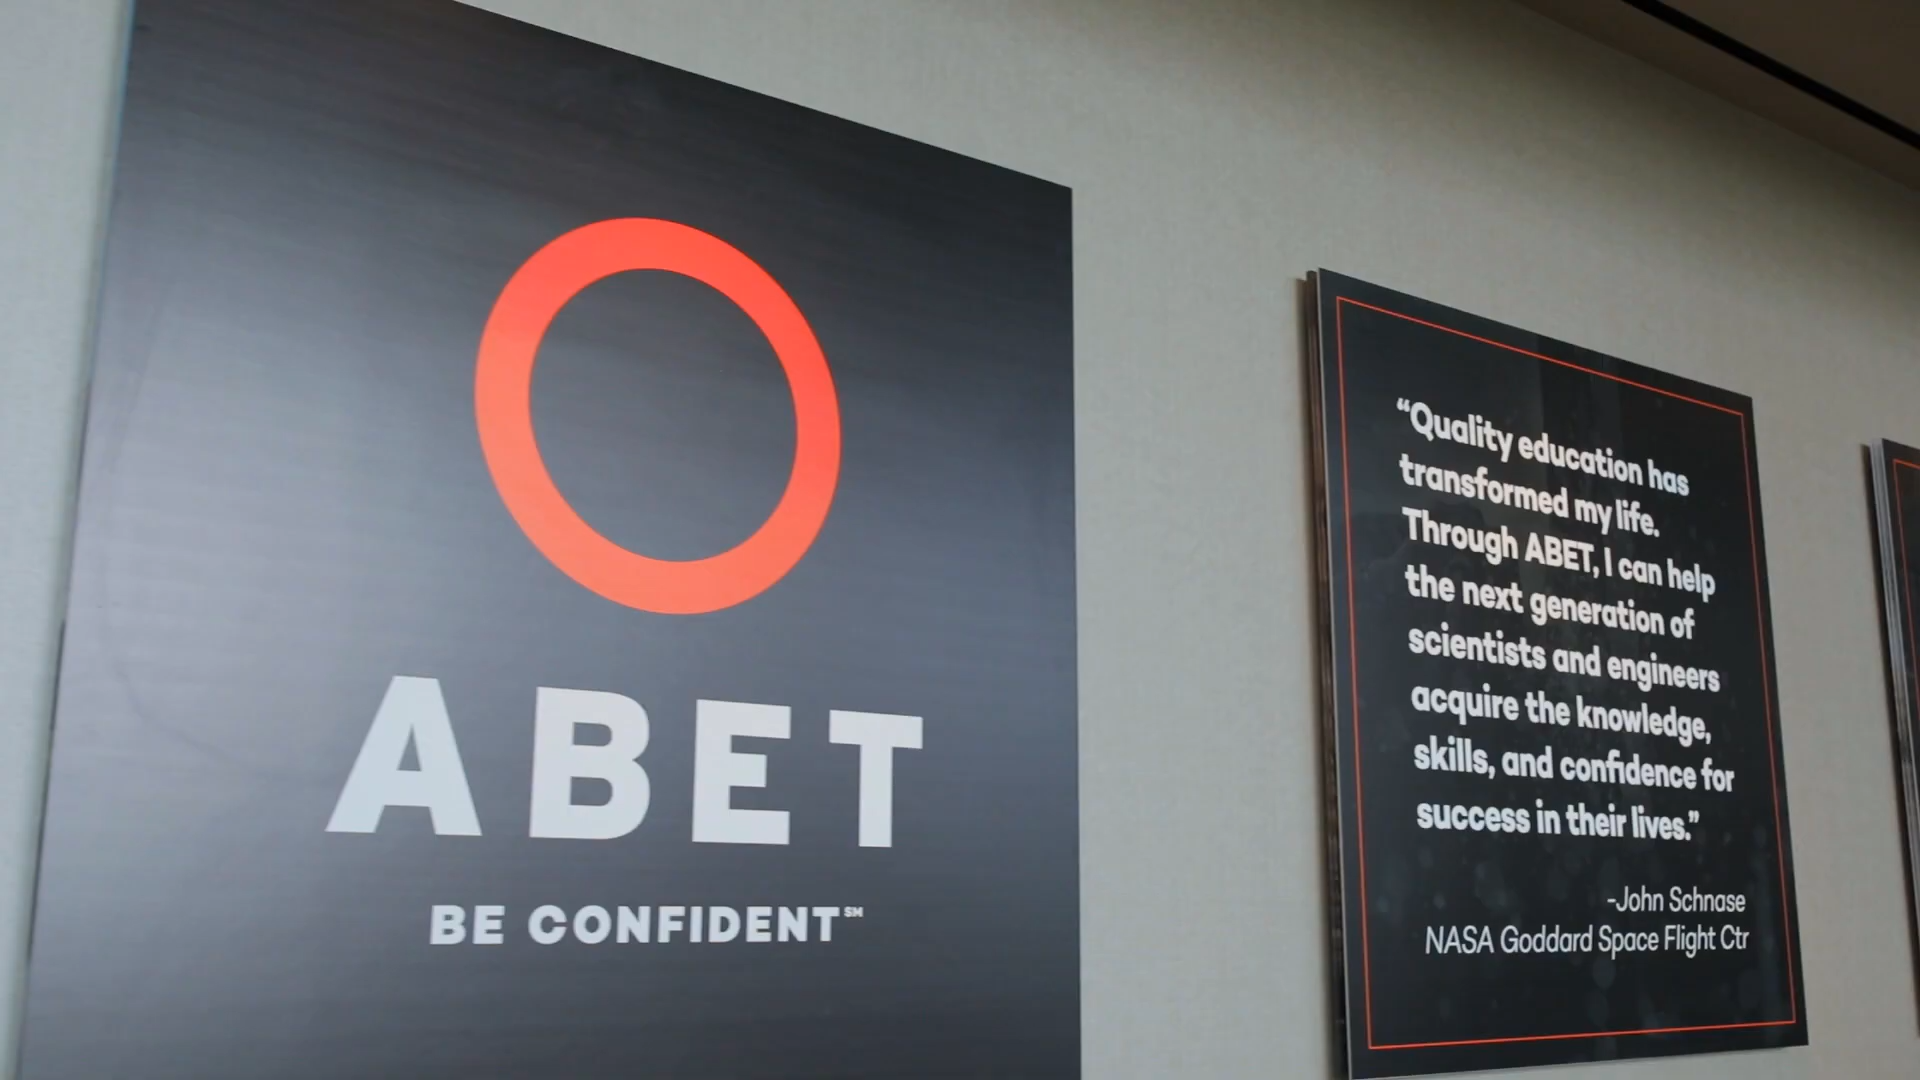 ABET
BE CONFIDENT℠
“Quality education has
transformed my life.
Through ABET, I can help
the next generation of
scientists and engineers
acquire the knowledge,
skills, and confidence for
success in their lives.”
-John Schnase
NASA Goddard Space Flight Ctr